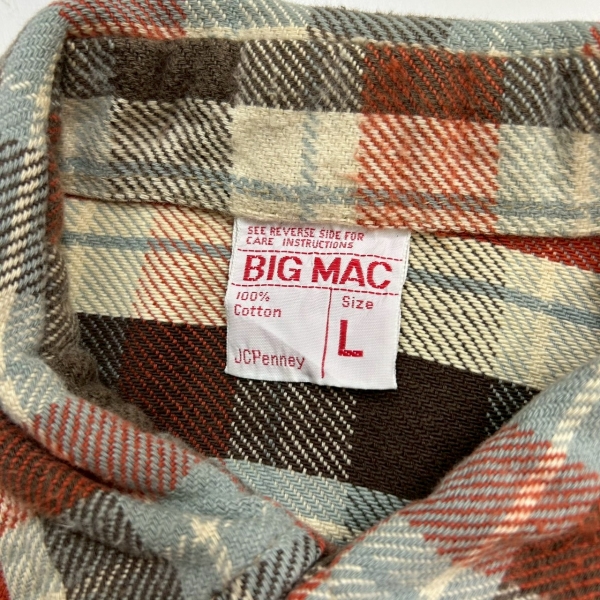 SEE REVERSE SIDE FOR
CARE INSTRUCTIONS
BIG MAC
100%
Cotton
JCPenney
Size
L